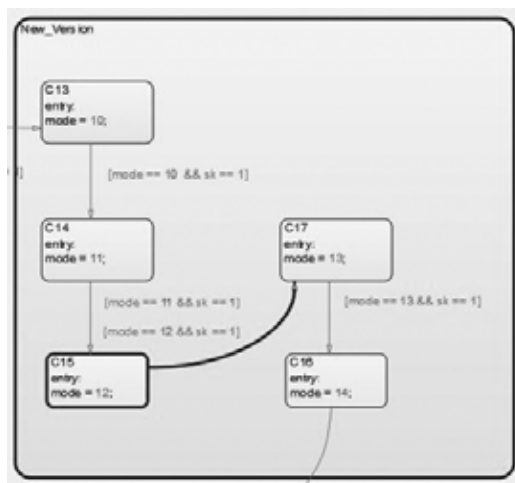 New_Version
C13
entry:
mode = 10;
[mode == 10 && sk == 1]
C14
entry:
mode = 11;
C17
entry:
mode = 13;
[mode == 11 && sk == 1]
[mode == 13 && sk == 1]
[mode == 12 && sk == 1]
C15
entry:
mode = 12;
C16
entry:
mode = 14;